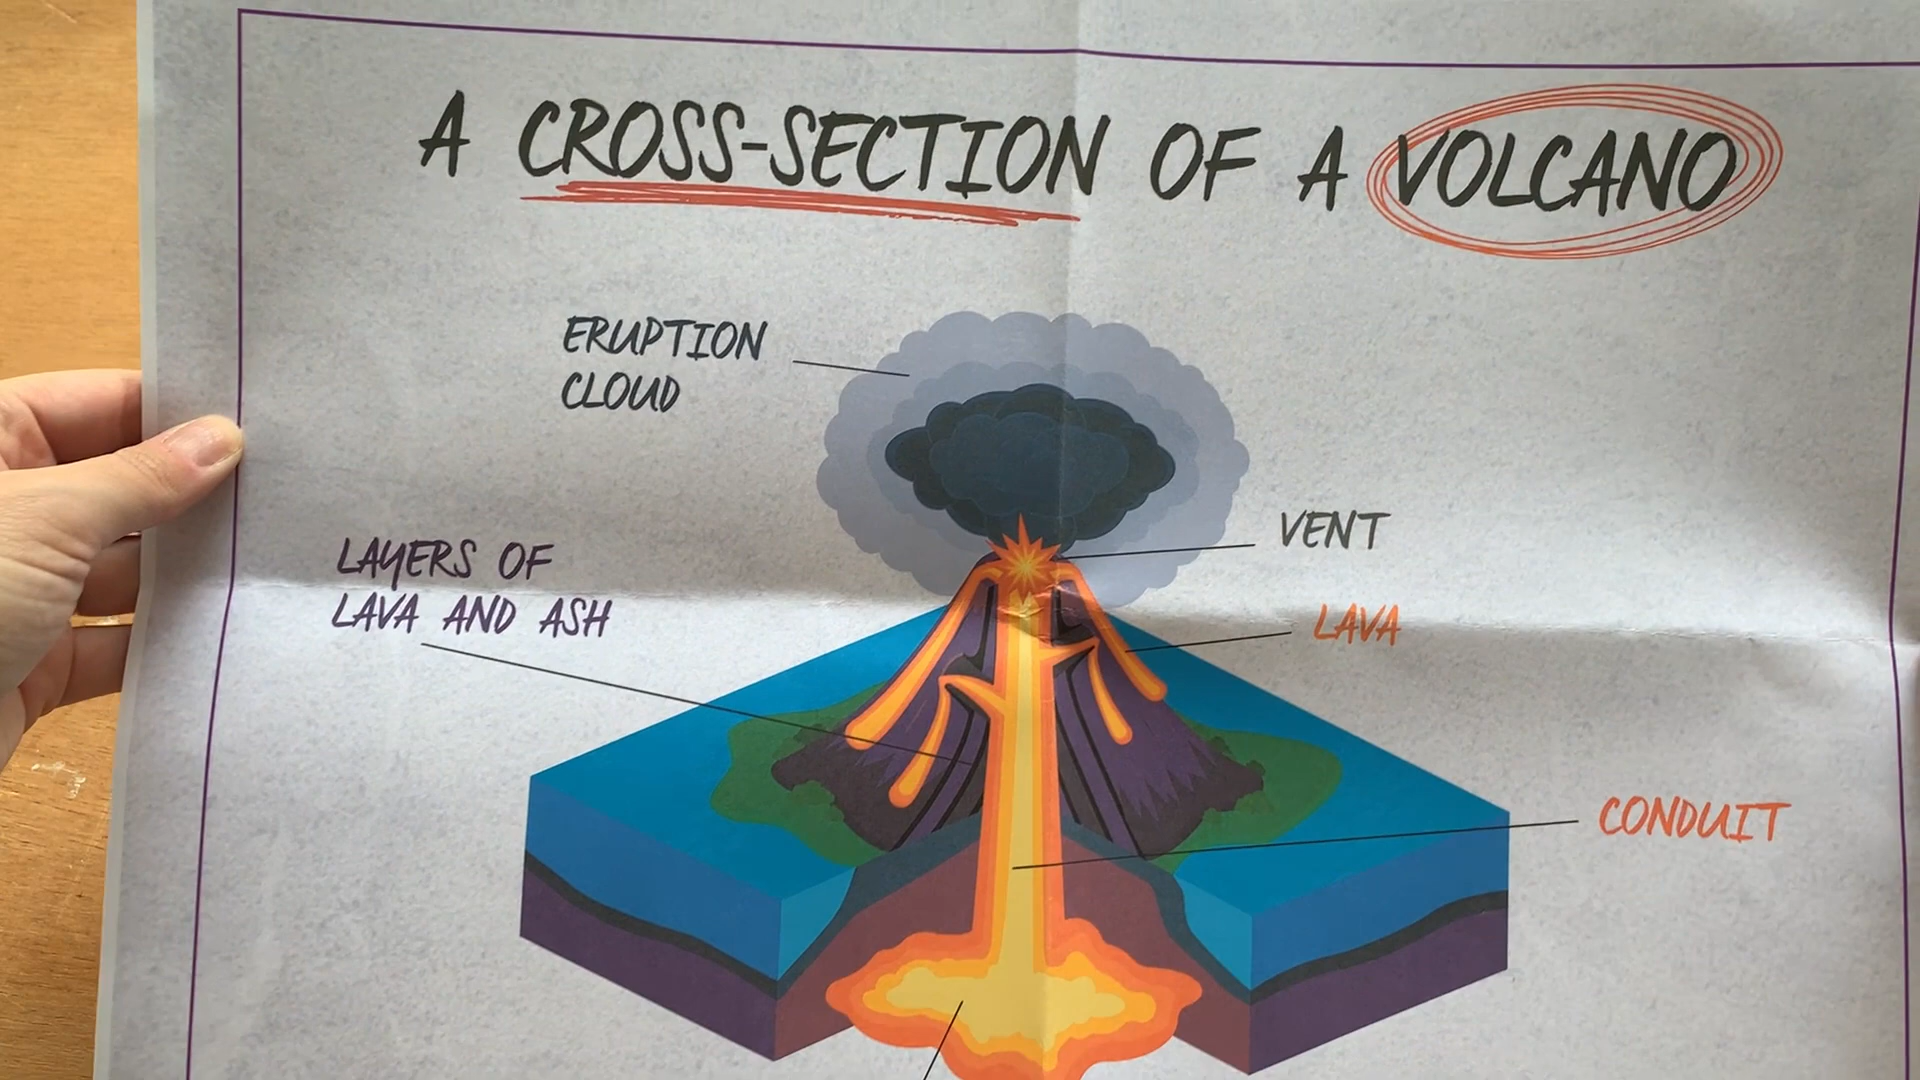 A CROSS-SECTION OF A VOLCANO
ERUPTION
CLOUD
VENT
LAYERS OF
LAVA AND ASH
LAVA
CONDUIT